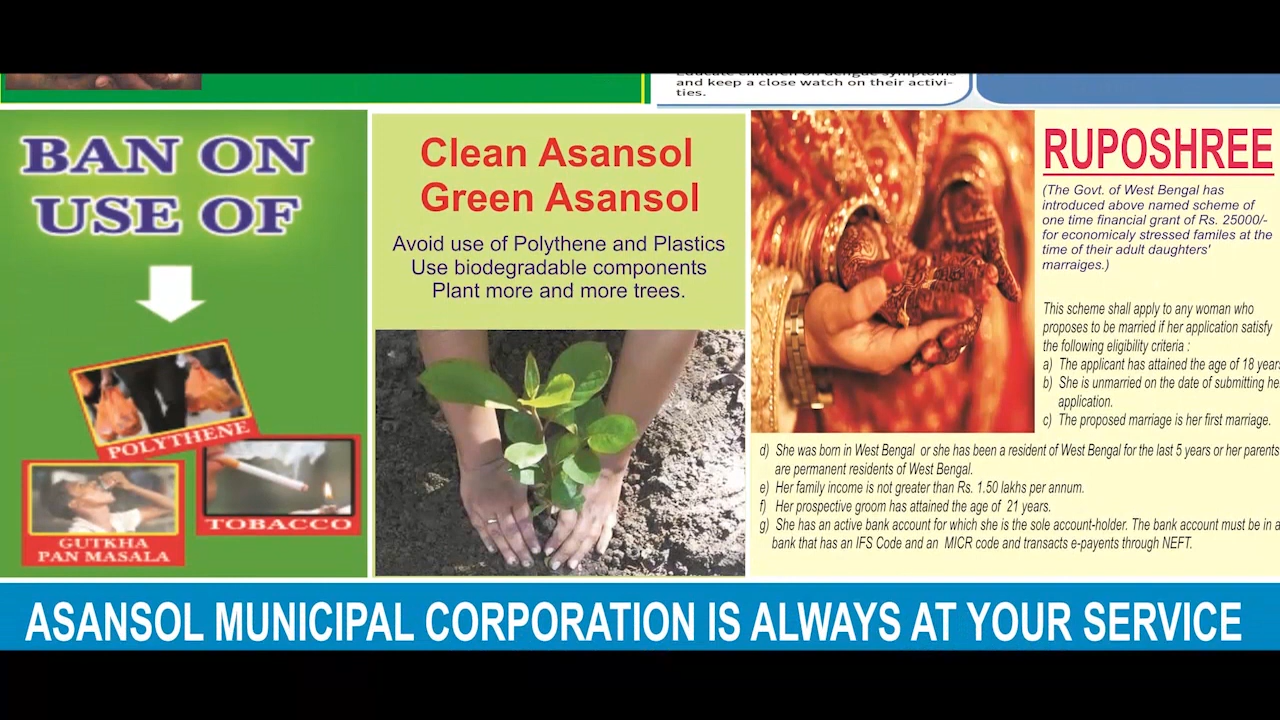 and keep a close watch on their activi-
ties.
BAN ON
USE OF
POLYTHENE
TOBACCO
GUTKHA
PAN MASALA
Clean Asansol
Green Asansol
Avoid use of Polythene and Plastics
Use biodegradable components
Plant more and more trees.
RUPOSHREE
(The Govt. of West Bengal has
introduced above named scheme of
one time financial grant of Rs. 25000/-
for economicaly stressed familes at the
time of their adult daughters'
marraiges.)
This scheme shall apply to any woman who
proposes to be married if her application satisfy
the following eligibility criteria :
a) The applicant has attained the age of 18 years
b) She is unmarried on the date of submitting he
application.
c) The proposed marriage is her first marriage.
d) She was born in West Bengal or she has been a resident of West Bengal for the last 5 years or her parents
are permanent residents of West Bengal.
e) Her family income is not greater than Rs. 1.50 lakhs per annum.
f) Her prospective groom has attained the age of 21 years.
g) She has an active bank account for which she is the sole account-holder. The bank account must be in a
bank that has an IFS Code and an MICR code and transacts e-payents through NEFT.
ASANSOL MUNICIPAL CORPORATION IS ALWAYS AT YOUR SERVICE